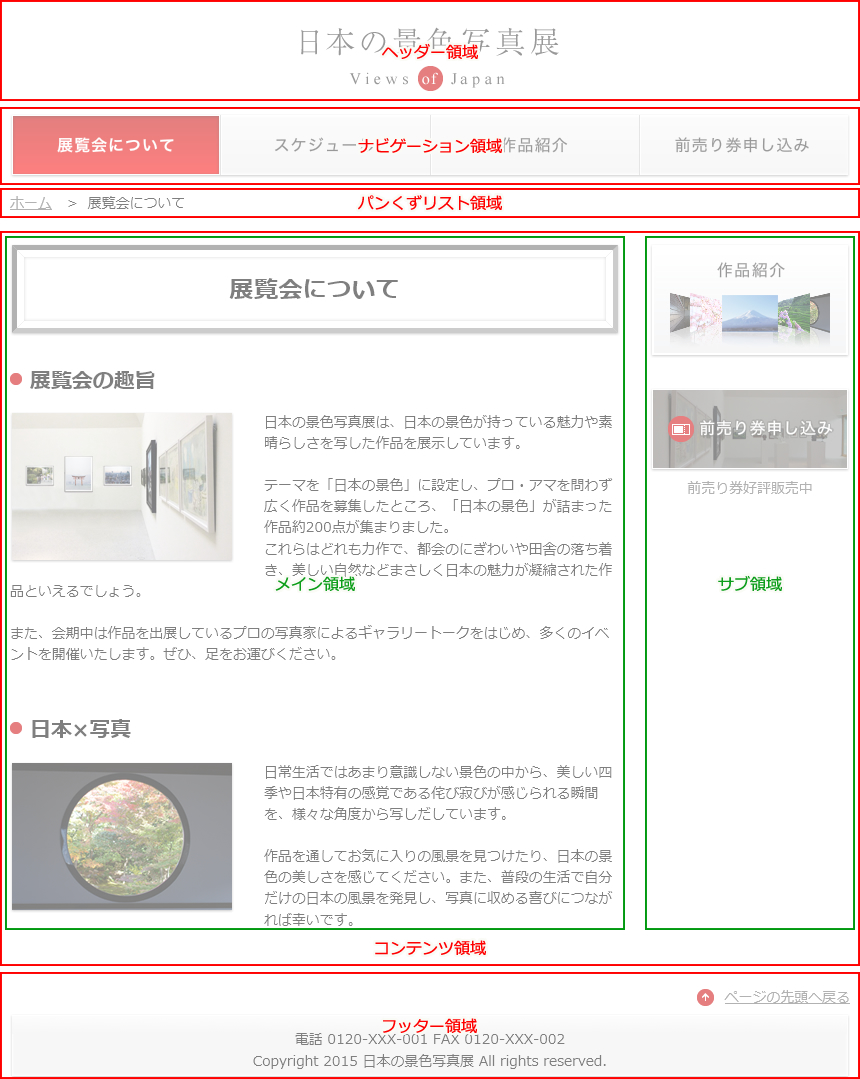 日本の景色写真展
ヘッダー領域
Views of Japan
展覧会について
スケジュー
ナビゲーション領域
作品紹介
前売り券申し込み
ホーム > 展覧会について
パンくずリスト領域
展覧会について
展覧会の趣旨
日本の景色写真展は、日本の景色が持っている魅力や素
晴らしさを写した作品を展示しています。
テーマを「日本の景色」に設定し、プロ・アマを問わず
広く作品を募集したところ、「日本の景色」が詰まった
作品約200点が集まりました。
これらはどれも力作で、都会のにぎわいや田舎の落ち着
き、美しい自然などまさしく日本の魅力が凝縮された作
品といえるでしょう。
メイン領域
また、会期中は作品を出展しているプロの写真家によるギャラリートークをはじめ、多くのイベ
ントを開催いたします。ぜひ、足をお運びください。
日本×写真
日常生活ではあまり意識しない景色の中から、美しい四
季や日本特有の感覚である侘び寂びが感じられる瞬間
を、様々な角度から写しだしています。
作品を通してお気に入りの風景を見つけたり、日本の景
色の美しさを感じてください。また、普段の生活で自分
だけの日本の風景を発見し、写真に収める喜びにつなが
れば幸いです。
作品紹介
前売り券申し込み
前売り券好評販売中
サブ領域
コンテンツ領域
ページの先頭へ戻る
フッター領域
電話 0120-XXX-001 FAX 0120-XXX-002
Copyright 2015 日本の景色写真展 All rights reserved.